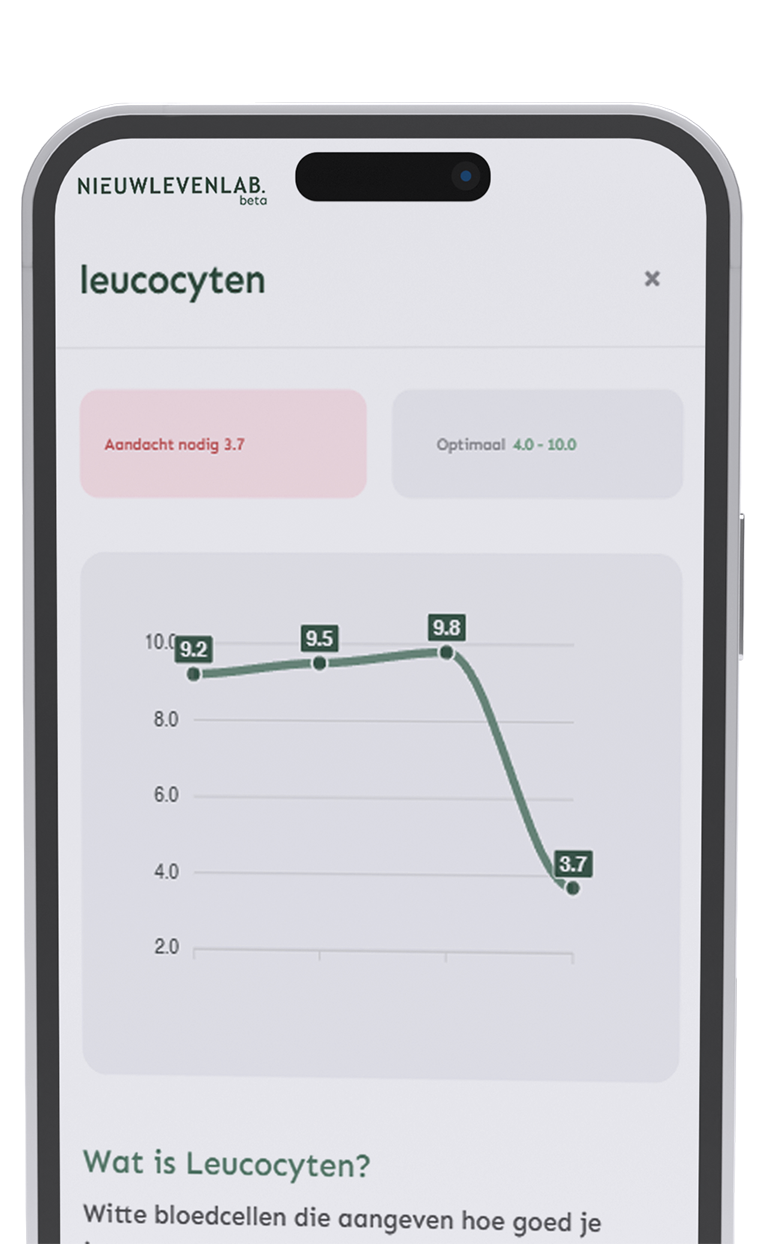 NIEUWLEVENLAB.
beta
leucocyten
×
Aandacht nodig 3.7
Optimaal 4.0 - 10.0
10.0
9.2
9.5
9.8
8.0
6.0
4.0
3.7
2.0
Wat is Leucocyten?
Witte bloedcellen die aangeven hoe goed je